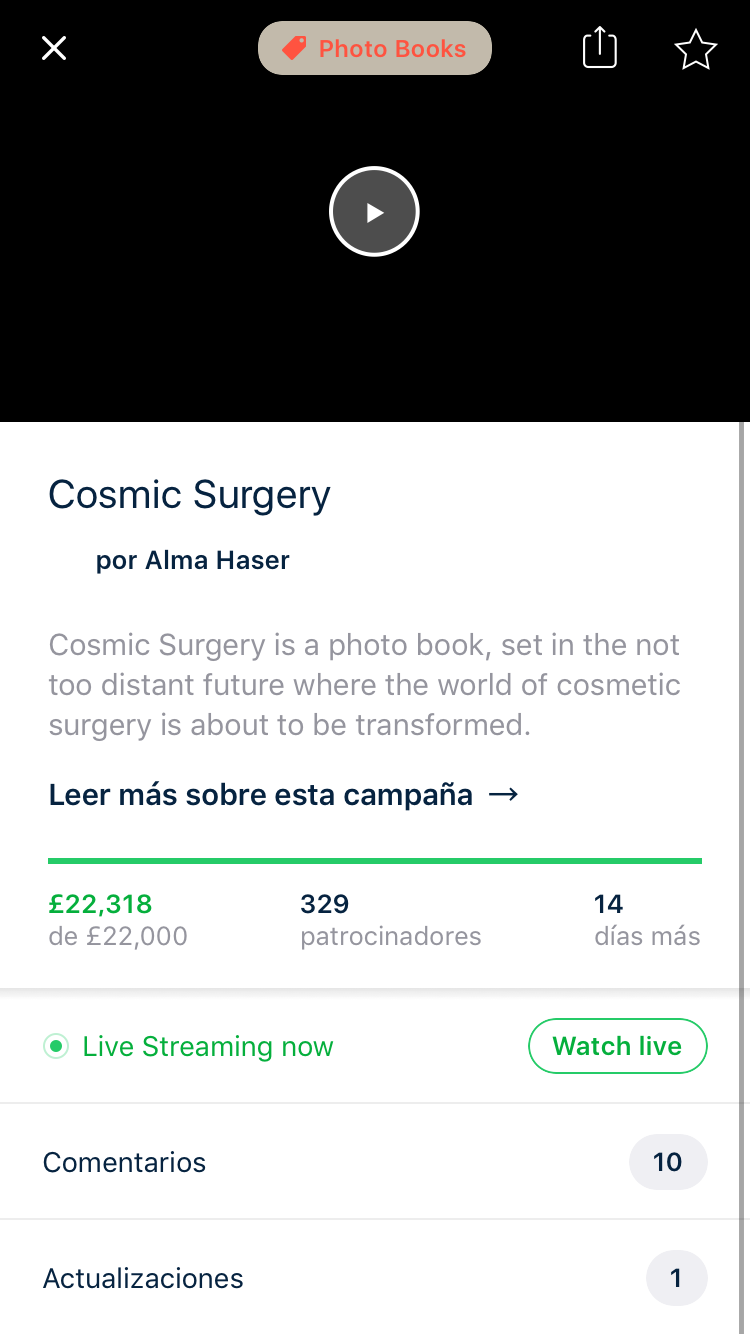 Photo Books
Cosmic Surgery
por Alma Haser
Cosmic Surgery is a photo book, set in the not
too distant future where the world of cosmetic
surgery is about to be transformed.
Leer más sobre esta campaña →
£22,318 329 14
de £22,000 patrocinadores días más
Live Streaming now Watch live
Comentarios 10
Actualizaciones 1